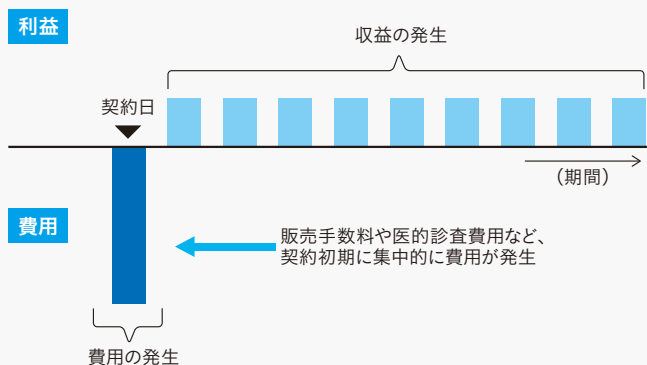 利益
収益の発生
契約日
(期間)
費用
販売手数料や医的診査費用など、
契約初期に集中的に費用が発生
費用の発生